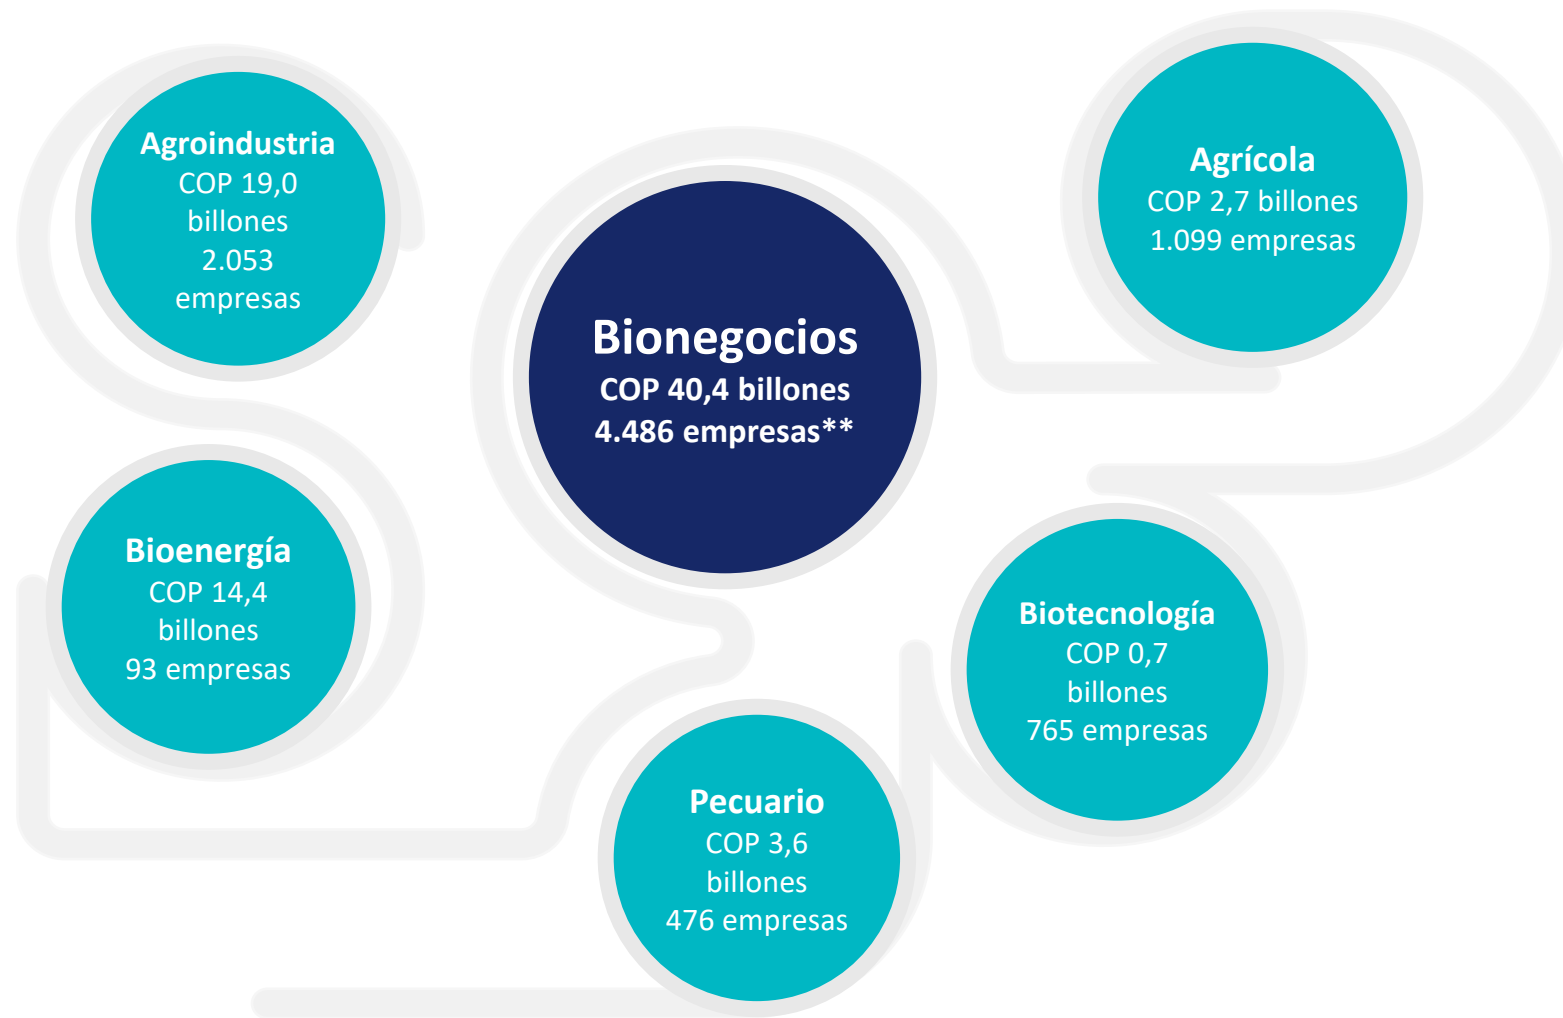 Agroindustria
COP 19,0
billones
2.053
empresas
Agrícola
COP 2,7 billones
1.099 empresas
Bionegocios
COP 40,4 billones
4.486 empresas**
Bioenergía
COP 14,4
billones
93 empresas
Biotecnología
COP 0,7
billones
765 empresas
Pecuario
COP 3,6
billones
476 empresas